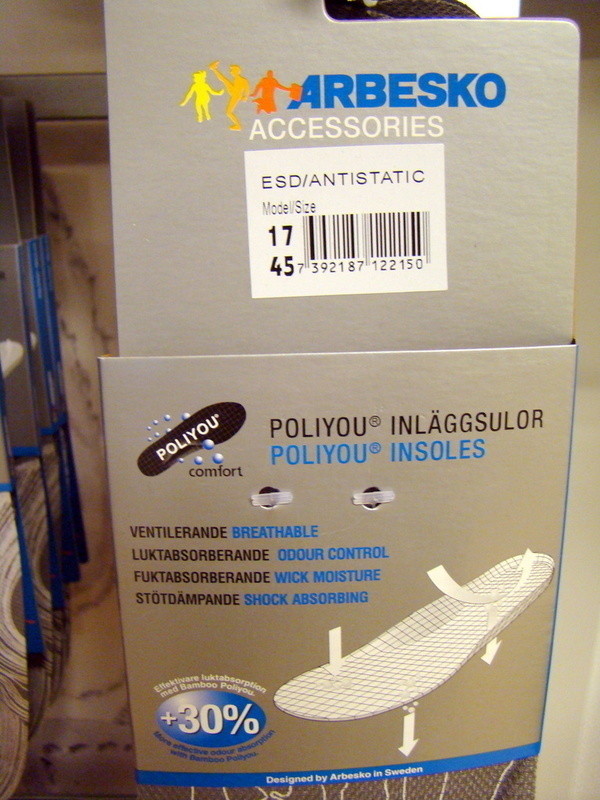 ARBESKO
ACCESSORIES
ESD/ANTISTATIC
Model/Size
17
45
7 392187 122150
POLIYOU®
comfort
POLIYOU® INLÄGGSULOR
POLIYOU® INSOLES
VENTILERANDE BREATHABLE
LUKTABSORBERANDE ODOUR CONTROL
FUKTABSORBERANDE WICK MOISTURE
STÖTDÄMPANDE SHOCK ABSORBING
Effektivare luktabsorption
med Bamboo Poliyou.
+30%
More effective odour absorption
with Bamboo Poliyou.
Designed by Arbesko in Sweden